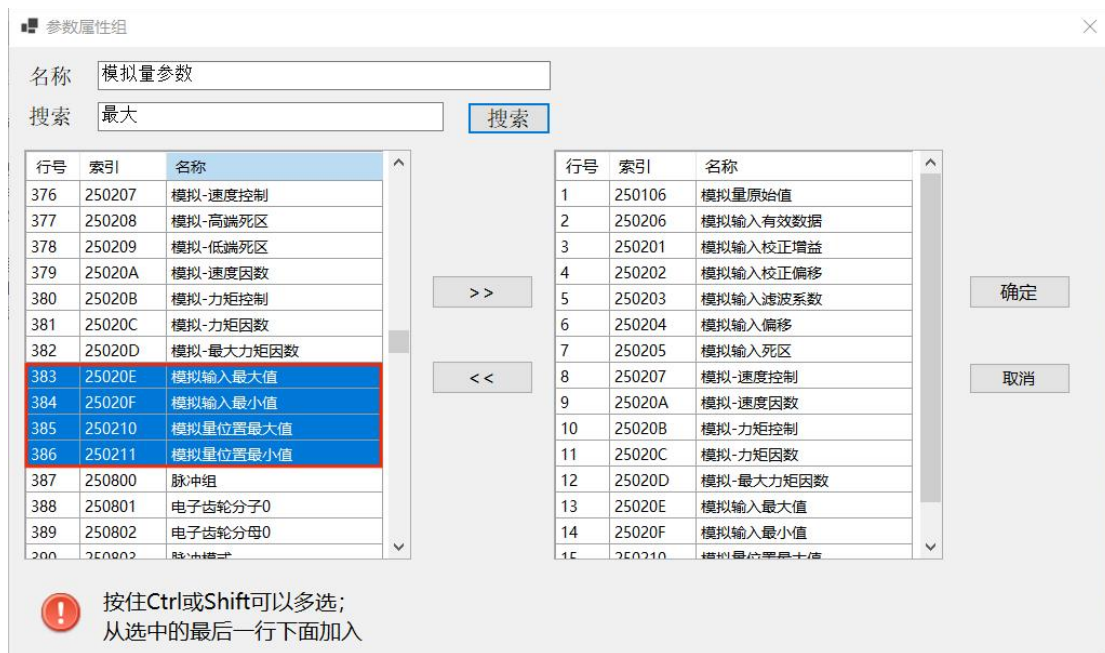 参数属性组
名称 模拟量参数
搜索 最大 搜索
行号 索引 名称
376 250207 模拟-速度控制
377 250208 模拟-高端死区
378 250209 模拟-低端死区
379 25020A 模拟-速度因数
380 25020B 模拟-力矩控制
381 25020C 模拟-力矩因数
382 25020D 模拟-最大力矩因数
383 25020E 模拟输入最大值
384 25020F 模拟输入最小值
385 250210 模拟量位置最大值
386 250211 模拟量位置最小值
387 250800 脉冲组
388 250801 电子齿轮分子0
389 250802 电子齿轮分母0
390 250803 脉冲模式
>>
<<
行号 索引 名称
1 250106 模拟量原始值
2 250206 模拟输入有效数据
3 250201 模拟输入校正增益
4 250202 模拟输入校正偏移
5 250203 模拟输入滤波系数
6 250204 模拟输入偏移
7 250205 模拟输入死区
8 250207 模拟-速度控制
9 25020A 模拟-速度因数
10 25020B 模拟-力矩控制
11 25020C 模拟-力矩因数
12 25020D 模拟-最大力矩因数
13 25020E 模拟输入最大值
14 25020F 模拟输入最小值
15 250210 模拟量位置最大值
确定
取消
按住Ctrl或Shift可以多选；
从选中的最后一行下面加入